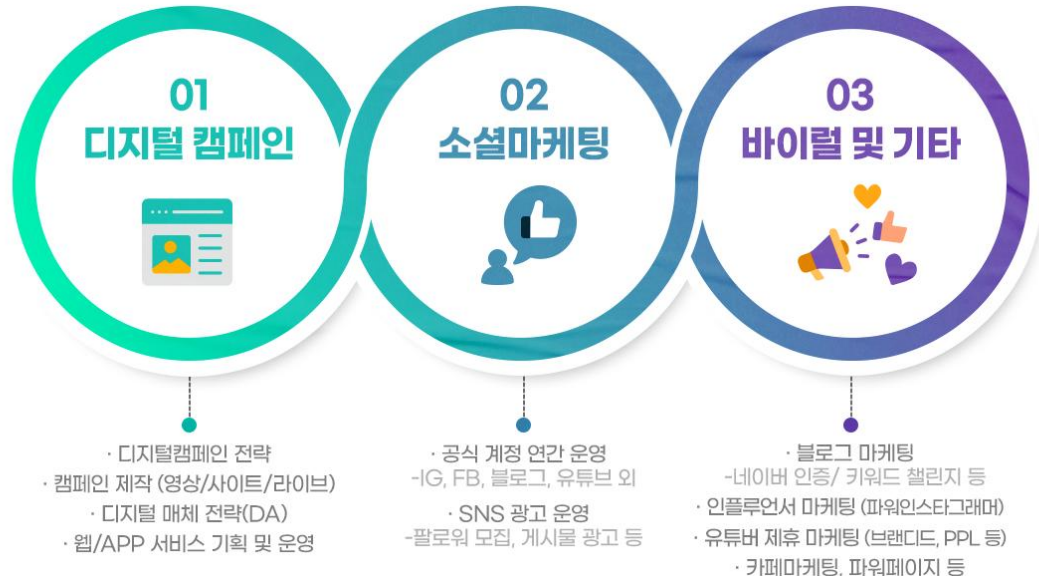 01
디지털 캠페인
· 디지털캠페인 전략
· 캠페인 제작 (영상/사이트/라이브)
· 디지털 매체 전략(DA)
· 웹/APP 서비스 기획 및 운영
02
소셜마케팅
· 공식 계정 연간 운영
-IG, FB, 블로그, 유튜브 외
· SNS 광고 운영
-팔로워 모집, 게시물 광고 등
03
바이럴 및 기타
· 블로그 마케팅
-네이버 인증/ 키워드 챌린지 등
· 인플루언서 마케팅 (파워인스타그래머)
· 유튜버 제휴 마케팅 (브랜디드, PPL 등)
· 카페마케팅, 파워페이지 등